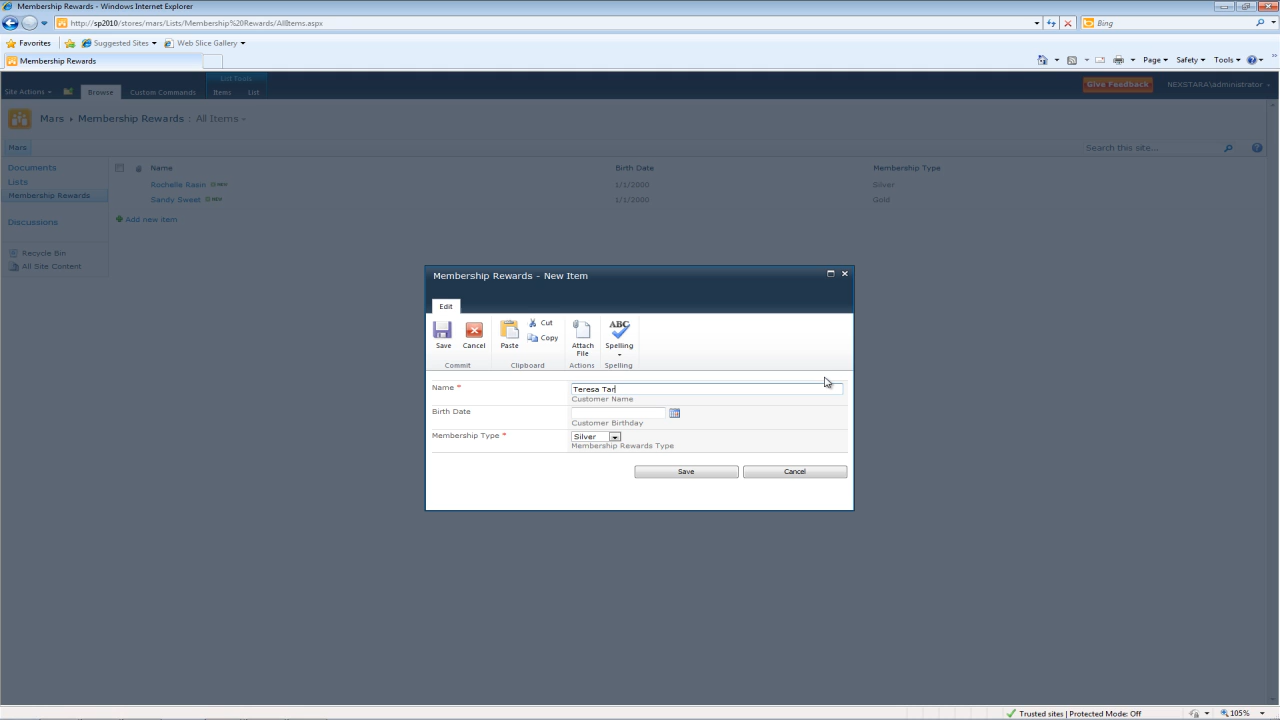 Membership Rewards - Windows Internet Explorer
http://sp2010/stores/mars/Lists/Membership%20Rewards/AllItems.aspx
Bing
Favorites Suggested Sites Web Slice Gallery
Membership Rewards
Page Safety Tools
List Tools
Site Actions Browse Custom Commands Items List Give Feedback NEXSTARA\administrator
Mars Membership Rewards : All Items
Mars Search this site...
Documents
Lists
Membership Rewards
Discussions
Recycle Bin
All Site Content
Name Birth Date Membership Type
Rochelle Raisin NEW 1/1/2000 Silver
Sandy Sweet NEW 1/1/2000 Gold
Add new item
Membership Rewards - New Item
Edit
Save Cancel Paste Cut Copy Attach File ABC Spelling
Commit Clipboard Actions Spelling
Name * Teresa Tar
Customer Name
Birth Date
Customer Birthday
Membership Type * Silver
Membership Rewards Type
Save Cancel
Trusted sites | Protected Mode: Off 105%